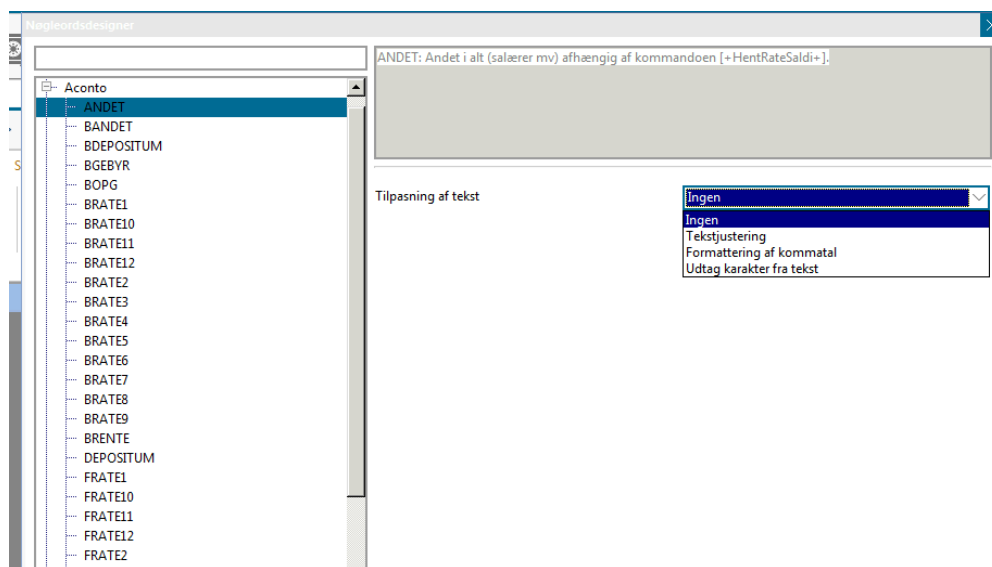 Nøgleordsdesigner
ANDET: Andet i alt (salærer mv) afhængig af kommandoen [+HentRateSaldi+].
Aconto
ANDET
BANDET
BDEPOSITUM
BGEBYR
BOPG
BRATE1
BRATE10
BRATE11
BRATE12
BRATE2
BRATE3
BRATE4
BRATE5
BRATE6
BRATE7
BRATE8
BRATE9
BRENTE
DEPOSITUM
FRATE1
FRATE10
FRATE11
FRATE12
FRATE2
Tilpasning af tekst
Ingen
Ingen
Tekstjustering
Formattering af kommatal
Udtag karakter fra tekst
S